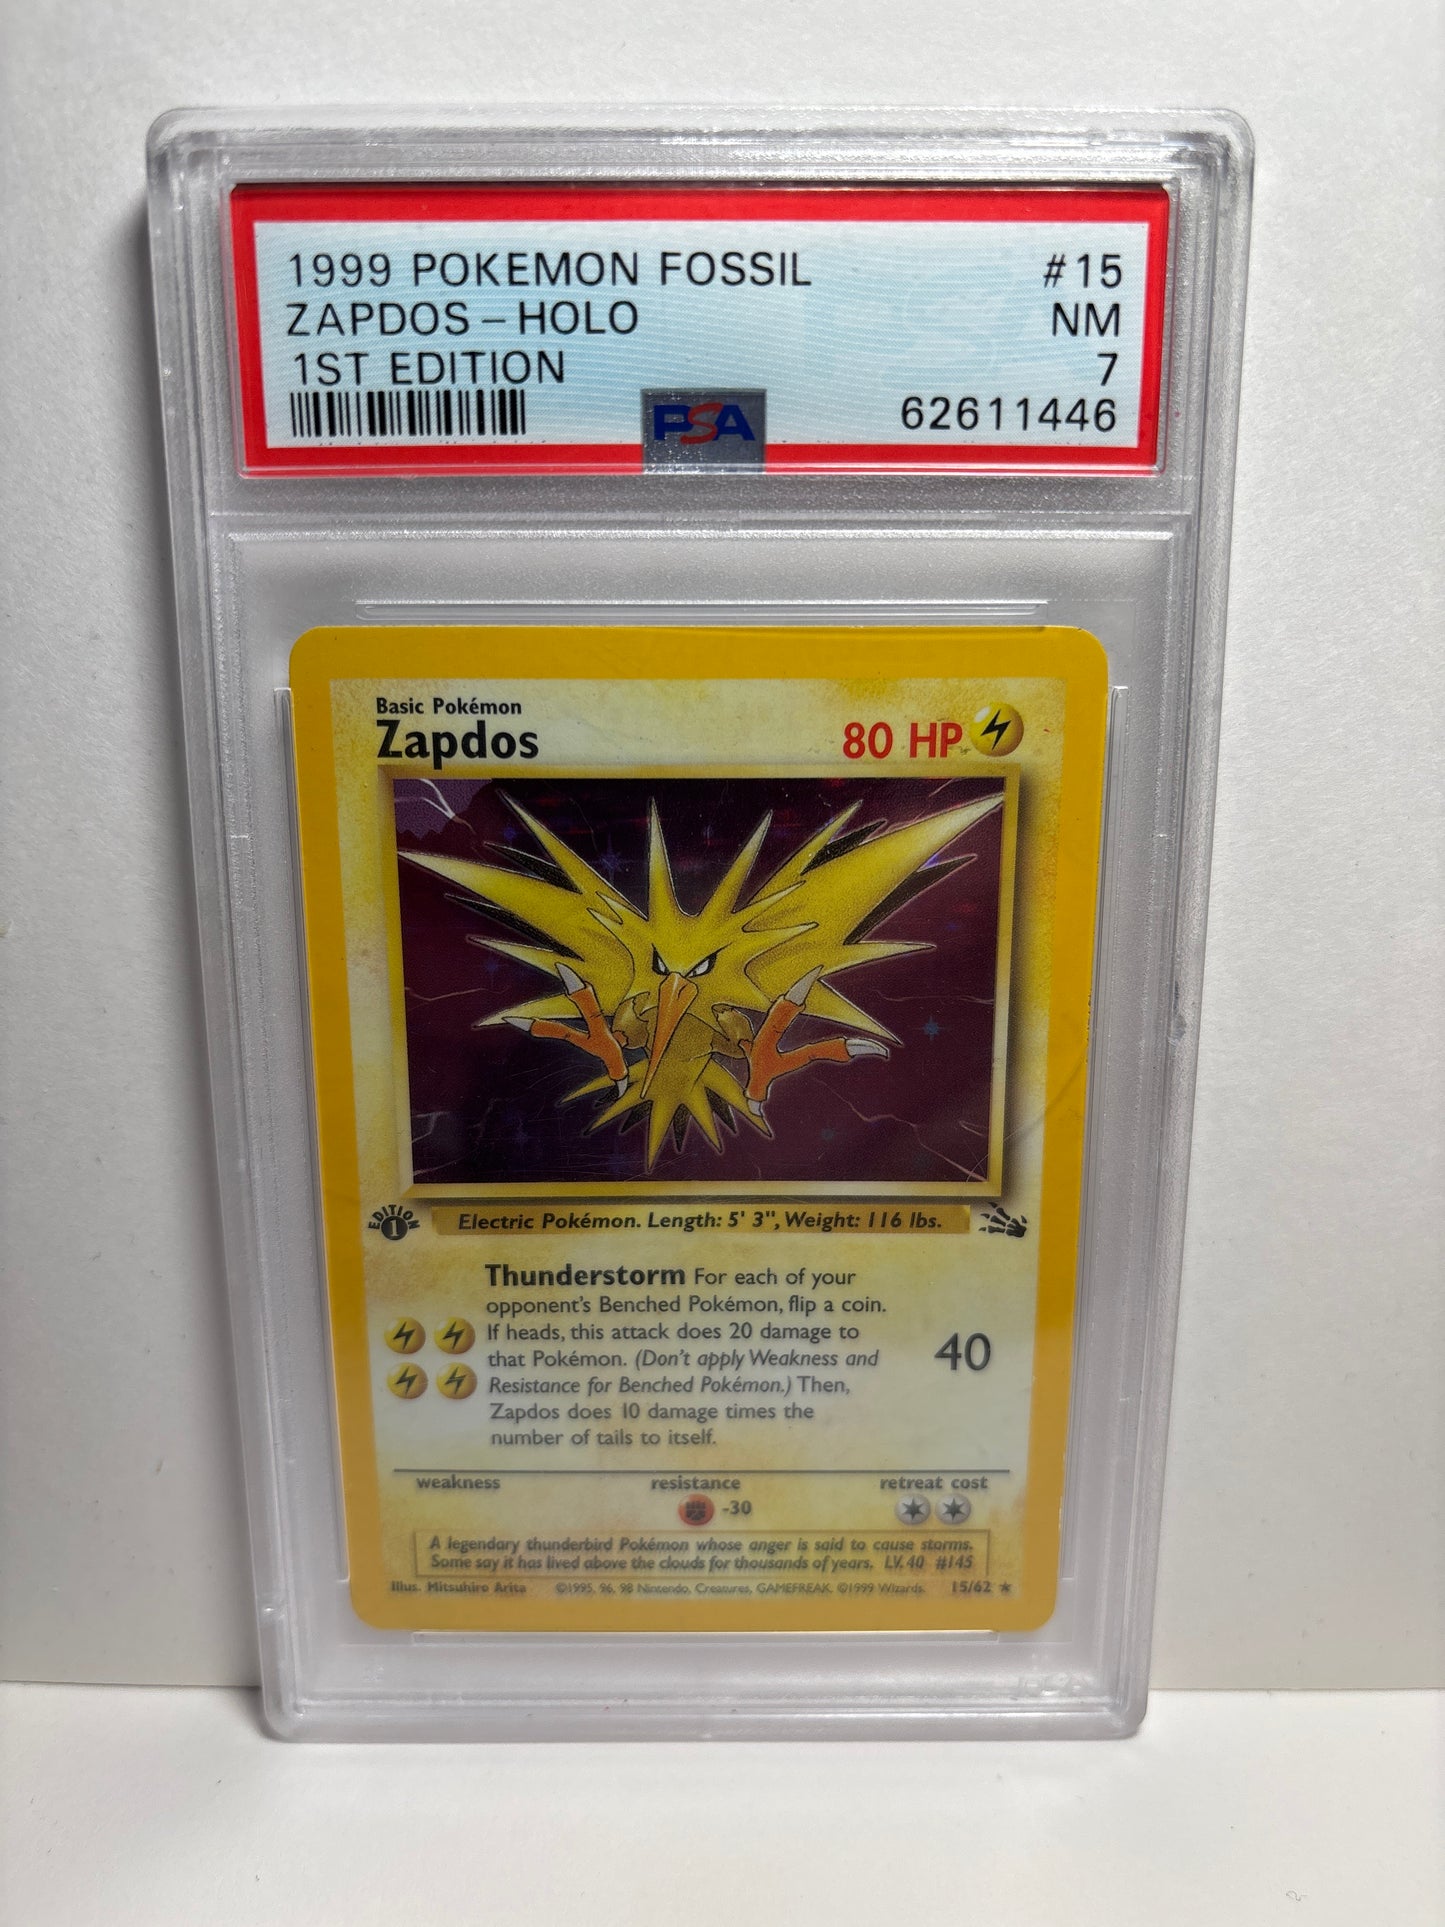 1999 POKEMON FOSSIL #15
ZAPDOS-HOLO NM
1ST EDITION 7
PSA 62611446
Basic Pokémon
Zapdos 80 HP
EDITION
1
Electric Pokémon. Length: 5' 3", Weight: 116 lbs.
Thunderstorm For each of your
opponent's Benched Pokémon, flip a coin.
If heads, this attack does 20 damage to
that Pokémon. (Don't apply Weakness and
Resistance for Benched Pokémon.) Then,
Zapdos does 10 damage times the
number of tails to itself.
40
weakness resistance retreat cost
-30
A legendary thunderbird Pokémon whose anger is said to cause storms.
Some say it has lived above the clouds for thousands of years. LV. 40 #145
Illus. Mitsuhiro Arita ©1995, 96, 98 Nintendo, Creatures, GAMEFREAK. ©1999 Wizards. 15/62 ★